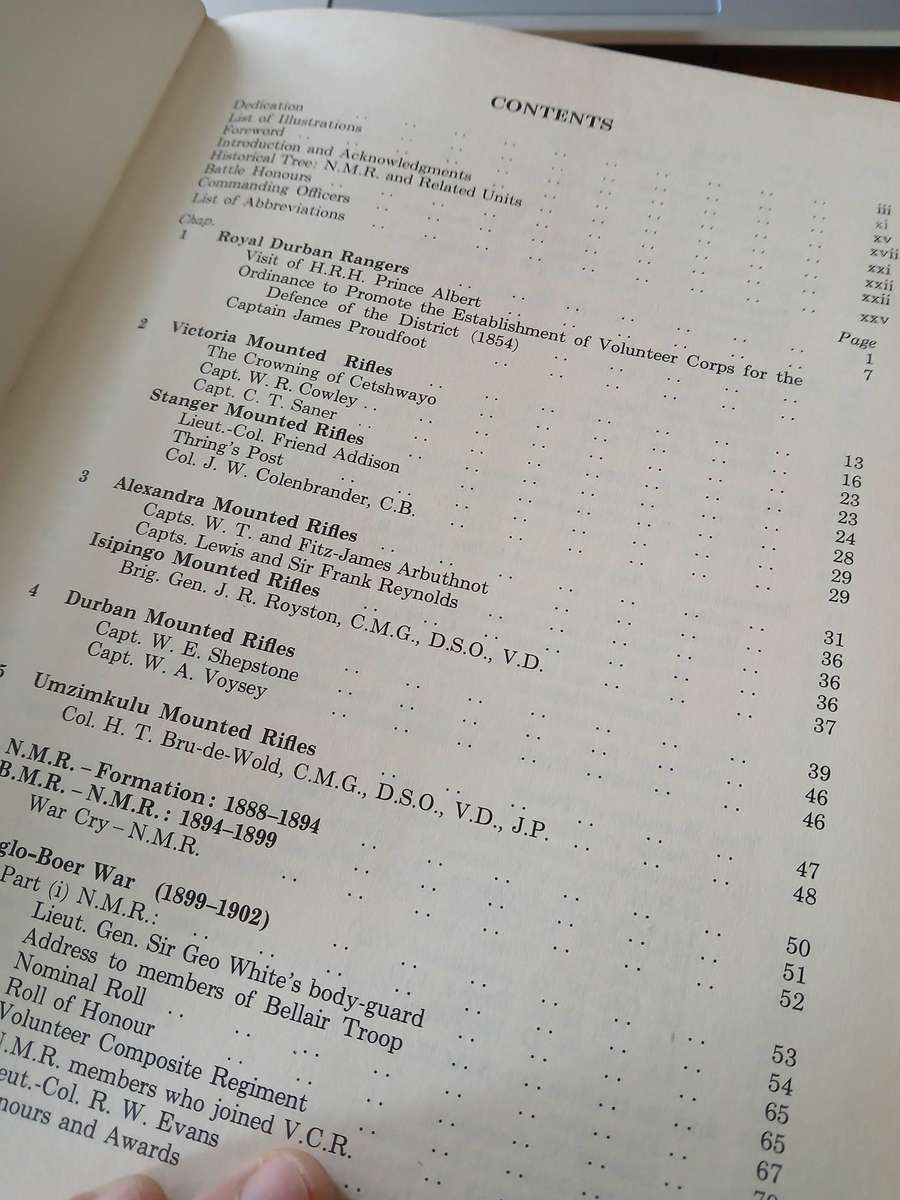 CONTENTS
Dedication .. .. .. .. .. iii
List of Illustrations .. .. .. .. xi
Foreword .. .. .. .. .. xv
Introduction and Acknowledgments .. .. .. xvii
Historical Tree: N.M.R. and Related Units .. .. .. xxi
Battle Honours .. .. .. .. xxii
Commanding Officers .. .. .. .. xxii
List of Abbreviations .. .. .. .. xxv
Chap. Page
1 Royal Durban Rangers .. .. .. .. 1
Visit of H.R.H. Prince Albert .. .. .. .. 7
Ordinance to Promote the Establishment of Volunteer Corps for the
Defence of the District (1854) .. .. .. ..
Captain James Proudfoot .. .. .. ..
2 Victoria Mounted Rifles .. .. .. .. 13
The Crowning of Cetshwayo .. .. .. .. 16
Capt. W. R. Cowley .. .. .. .. 23
Capt. C. T. Saner .. .. .. .. 23
Stanger Mounted Rifles .. .. .. .. 24
Lieut.-Col. Friend Addison .. .. .. .. 28
Thring's Post .. .. .. .. 29
Col. J. W. Colenbrander, C.B. .. .. .. .. 29
3 Alexandra Mounted Rifles .. .. .. .. 31
Capts. W. T. and Fitz-James Arbuthnot .. .. .. 36
Capts. Lewis and Sir Frank Reynolds .. .. .. 36
Isipingo Mounted Rifles .. .. .. .. 36
Brig. Gen. J. R. Royston, C.M.G., D.S.O., V.D. .. .. .. 37
4 Durban Mounted Rifles .. .. .. .. 39
Capt. W. E. Shepstone .. .. .. .. 46
Capt. W. A. Voysey .. .. .. .. 46
5 Umzimkulu Mounted Rifles .. .. .. .. 47
Col. H. T. Bru-de-Wold, C.M.G., D.S.O., V.D., J.P. .. .. 48
N.M.R. – Formation: 1888–1894 .. .. .. .. 50
B.M.R. – N.M.R.: 1894–1899 .. .. .. .. 51
War Cry – N.M.R. .. .. .. .. 52
glo-Boer War (1899–1902) .. .. .. .. 53
Part (i) N.M.R.: .. .. .. .. 54
Lieut. Gen. Sir Geo White's body-guard .. .. .. 65
Address to members of Bellair Troop .. .. .. 65
Nominal Roll .. .. .. .. 67
Roll of Honour .. .. .. .. 70
Volunteer Composite Regiment .. ..
N.M.R. members who joined V.C.R. ..
eut.-Col. R. W. Evans
nours and Awards